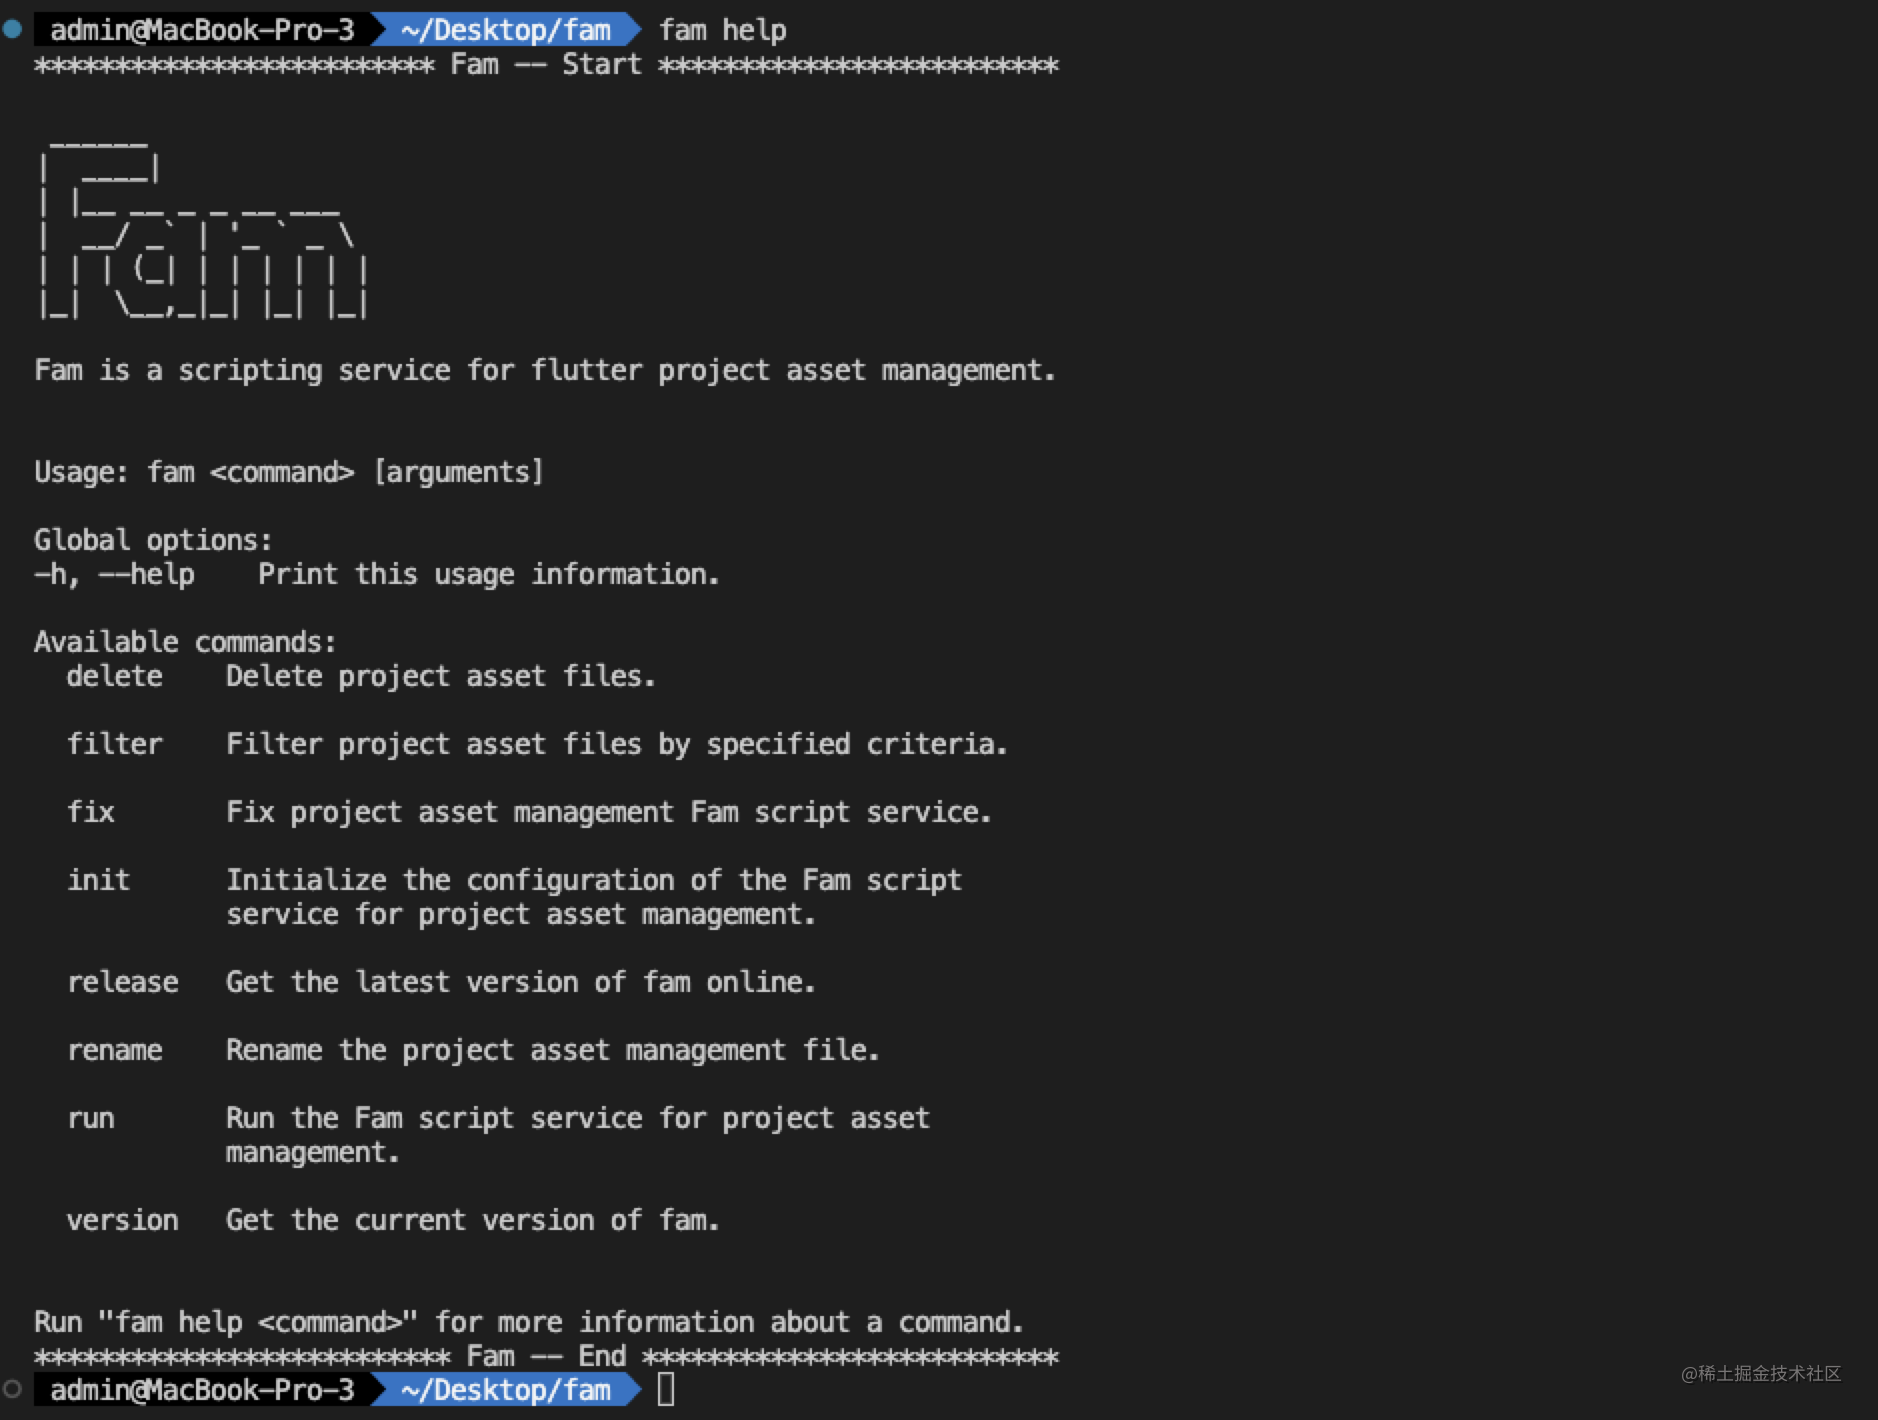 admin@MacBook-Pro-3 ~/Desktop/fam fam help
************************* Fam -- Start *************************
 ______
|  ____|
| |__ __ _ _ __ ___
|  __/ _` | '_ ` _ \
| | | (_| | | | | | |
|_|  \__,_|_| |_| |_|
Fam is a scripting service for flutter project asset management.
Usage: fam <command> [arguments]
Global options:
-h, --help    Print this usage information.
Available commands:
  delete    Delete project asset files.
  filter    Filter project asset files by specified criteria.
  fix       Fix project asset management Fam script service.
  init      Initialize the configuration of the Fam script
            service for project asset management.
  release   Get the latest version of fam online.
  rename    Rename the project asset management file.
  run       Run the Fam script service for project asset
            management.
  version   Get the current version of fam.
Run "fam help <command>" for more information about a command.
************************** Fam -- End **************************
admin@MacBook-Pro-3 ~/Desktop/fam
@稀土掘金技术社区